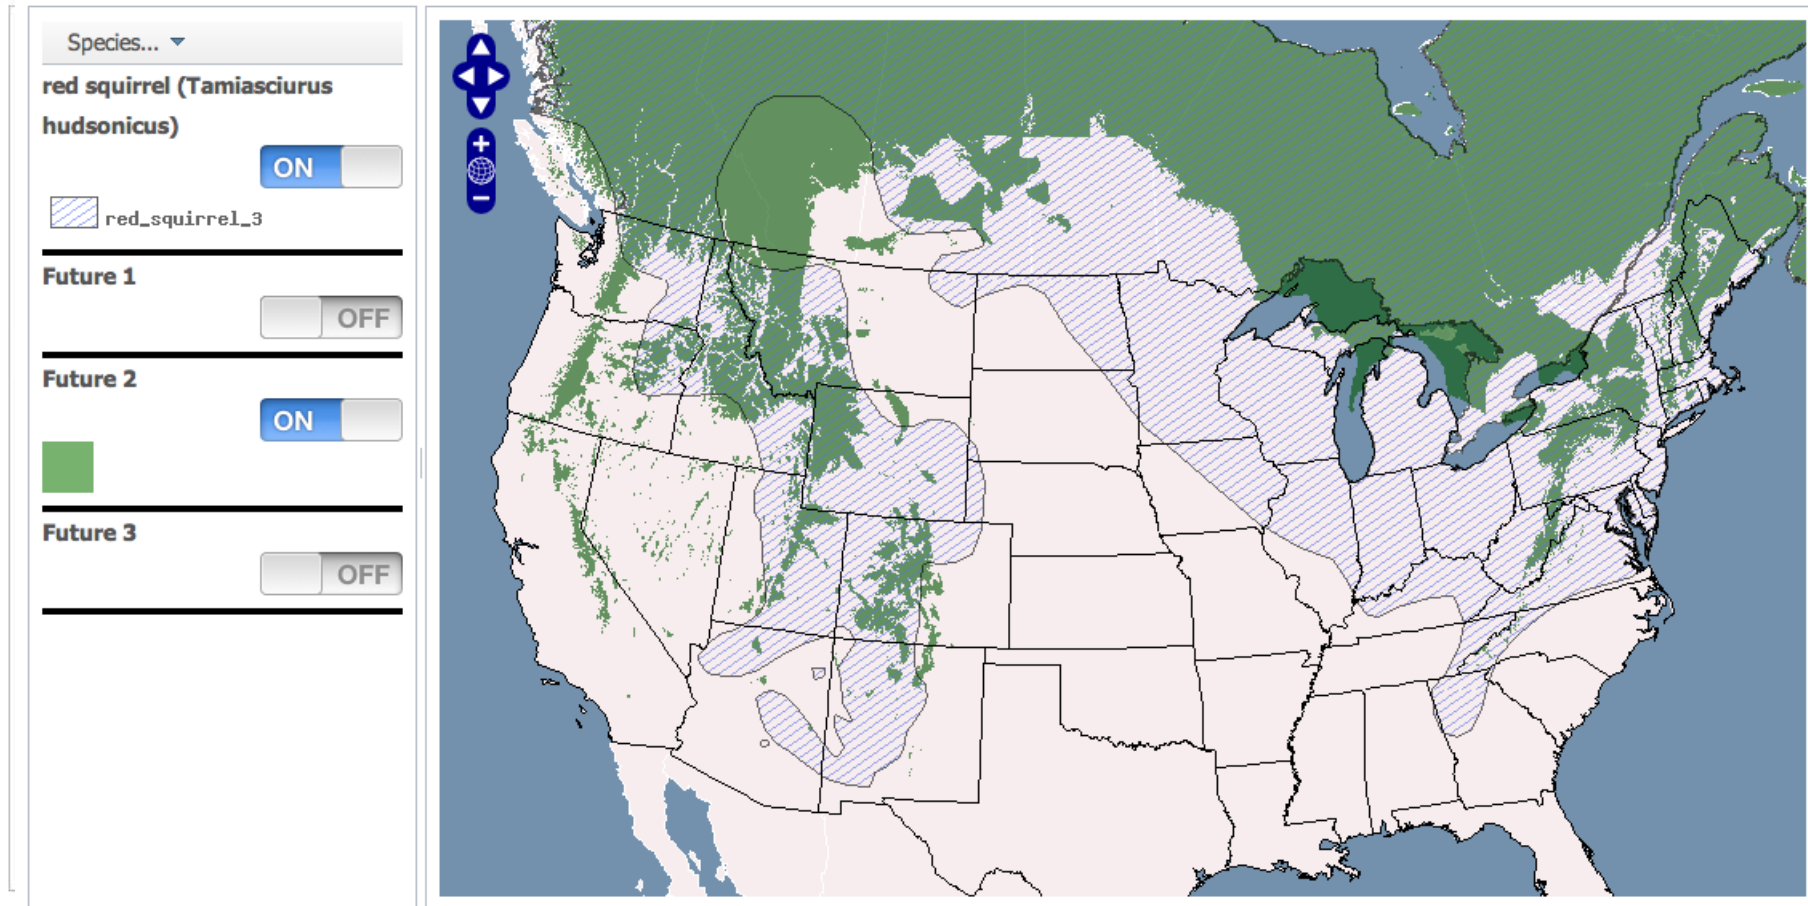 Species...
red squirrel (Tamiasciurus
hudsonicus)
ON
red_squirrel_3
Future 1
OFF
Future 2
ON
Future 3
OFF